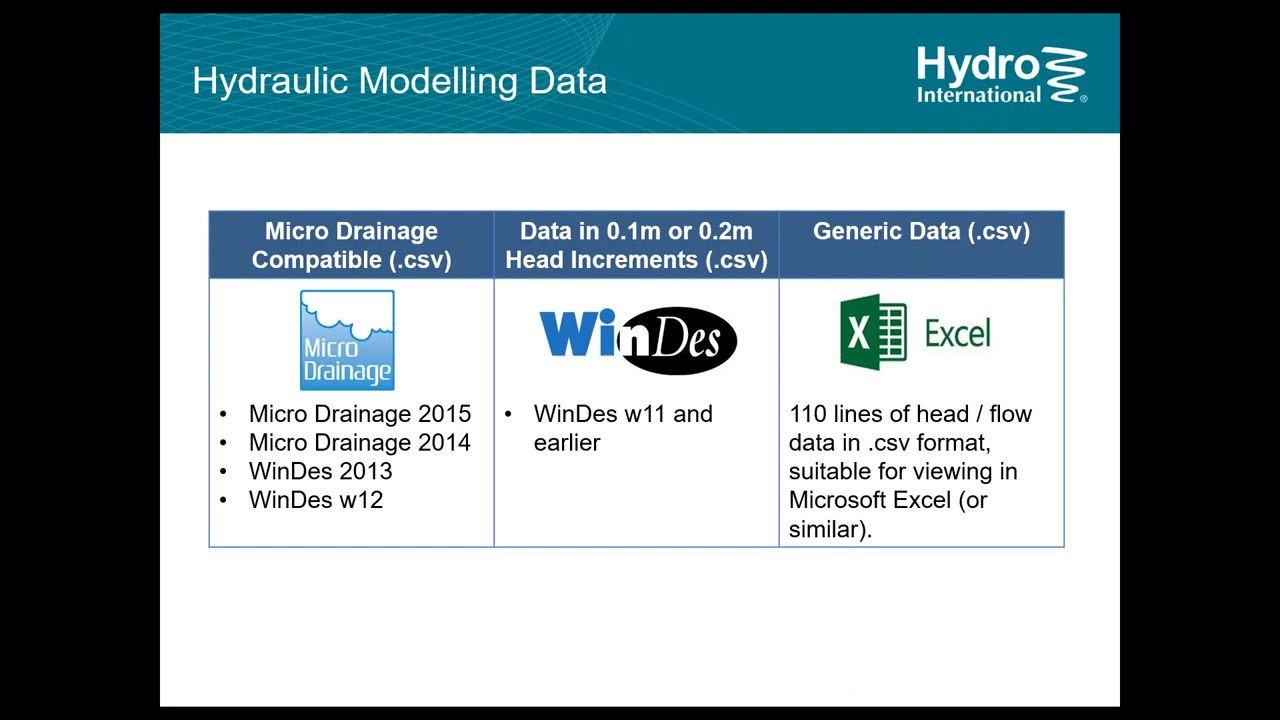 Hydraulic Modelling Data
Hydro
International
®
Micro Drainage
Compatible (.csv)
Data in 0.1m or 0.2m
Head Increments (.csv)
Generic Data (.csv)
Micro
Drainage
WinDes
X Excel
• Micro Drainage 2015
• Micro Drainage 2014
• WinDes 2013
• WinDes w12
• WinDes w11 and
earlier
110 lines of head / flow
data in .csv format,
suitable for viewing in
Microsoft Excel (or
similar).